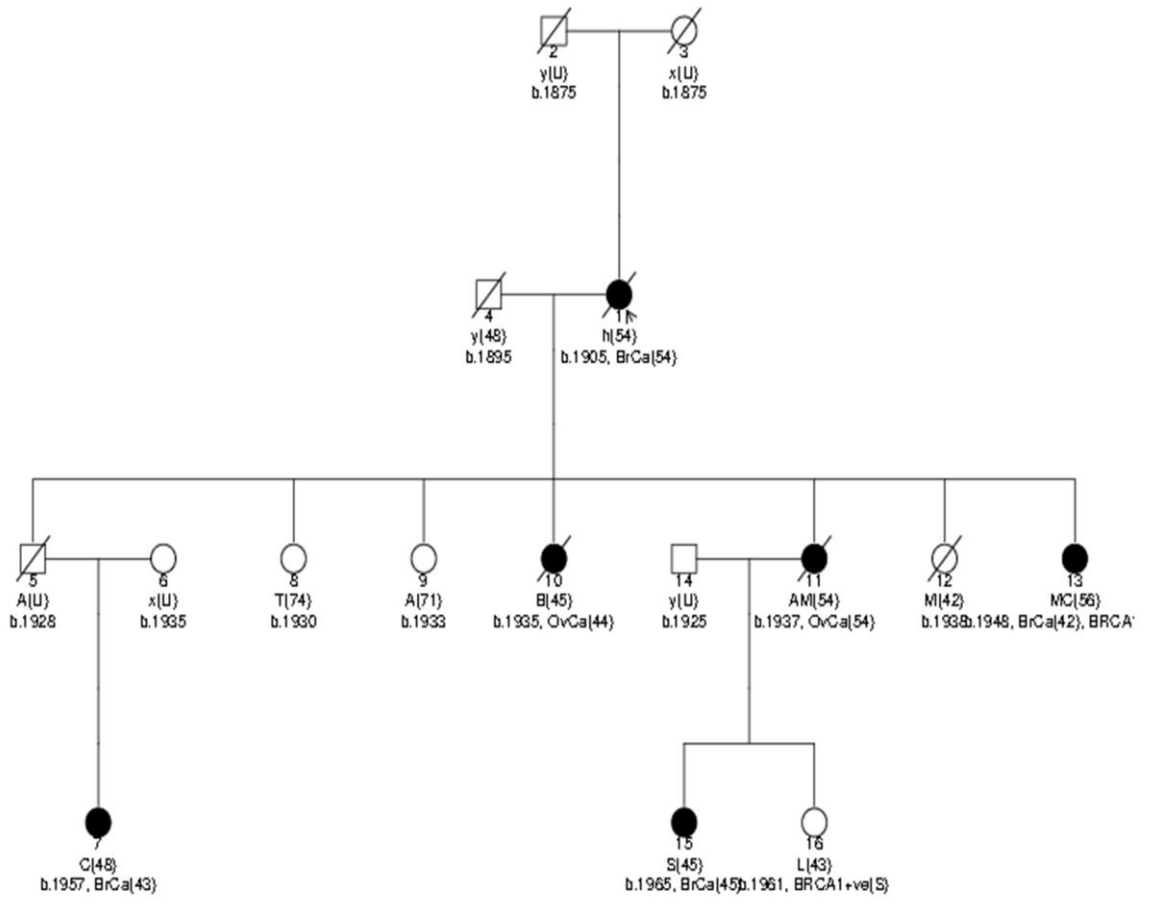 2 3
y(U) x(U)
b.1875 b.1875
4 1
y(48) h(54)
b.1895 b.1905, BrCa(54)
5 6 8 9 10 14 11 12 13
A(U) x(U) T(74) A(71) B(45) y(U) AM(54) M(42) MC(56)
b.1928 b.1935 b.1930 b.1933 b.1935, OvCa(44) b.1925 b.1937, OvCa(54) b.1938 b.1948, BrCa(42), BRCA
7 15 16
C(48) S(45) L(43)
b.1957, BrCa(43) b.1965, BrCa(45) b.1961, BRCA1+ve(S)